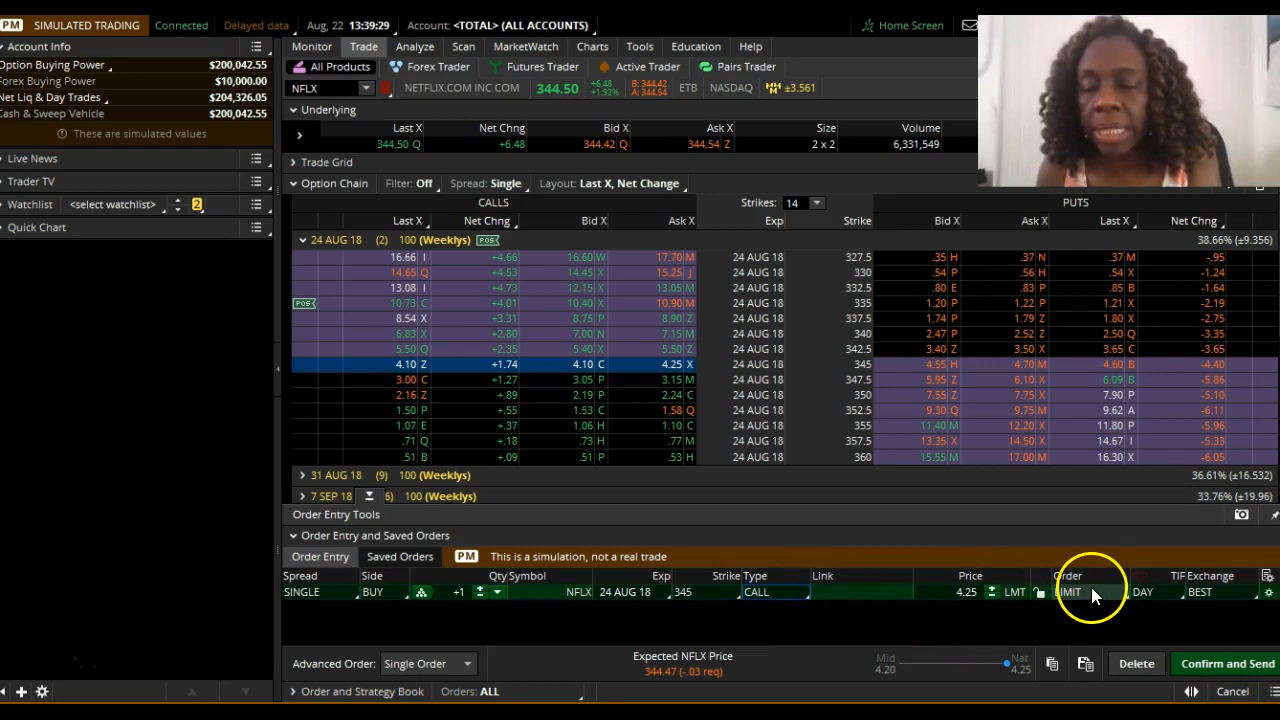 PM SIMULATED TRADING Connected Delayed data Aug, 22 13:39:29 Account: <TOTAL> (ALL ACCOUNTS) Home Screen
Account Info
Option Buying Power $200,042.55
Forex Buying Power $10,000.00
Net Liq & Day Trades $204,326.05
Cash & Sweep Vehicle $200,042.55
These are simulated values
Live News
Trader TV
Watchlist <select watchlist> 2
Quick Chart
Monitor Trade Analyze Scan MarketWatch Charts Tools Education Help
All Products Forex Trader Futures Trader Active Trader Pairs Trader
NFLX NETFLIX.COM INC COM 344.50 +6.48 +1.92% B: 344.42 A: 344.54 ETB NASDAQ ±3.561
Underlying
Last X Net Chng Bid X Ask X Size Volume
344.50 Q +6.48 344.42 Q 344.54 Z 2 x 2 6,331,549
Trade Grid
Option Chain Filter: Off Spread: Single Layout: Last X, Net Change
CALLS Strikes: 14 PUTS
Last X Net Chng Bid X Ask X Exp Strike Bid X Ask X Last X Net Chng
24 AUG 18 (2) 100 (Weeklys) POS 38.66% (±9.356)
16.66 I +4.66 16.60 W 17.70 M 24 AUG 18 327.5 .35 H .37 N .37 M -.95
14.65 Q +4.53 14.45 X 15.25 J 24 AUG 18 330 .54 P .56 H .54 X -1.24
13.08 I +4.73 12.15 X 13.05 M 24 AUG 18 332.5 .80 E .83 P .85 B -1.64
POS 10.73 C +4.01 10.40 X 10.90 M 24 AUG 18 335 1.20 P 1.22 P 1.21 X -2.19
8.54 X +3.31 8.75 P 8.90 Z 24 AUG 18 337.5 1.74 P 1.79 Z 1.80 X -2.75
6.83 X +2.80 7.00 N 7.15 M 24 AUG 18 340 2.47 P 2.52 Z 2.50 Q -3.35
5.50 Q +2.35 5.40 X 5.50 Z 24 AUG 18 342.5 3.40 Z 3.50 X 3.65 C -3.65
4.10 Z +1.74 4.10 C 4.25 X 24 AUG 18 345 4.55 H 4.70 M 4.60 B -4.40
3.00 C +1.27 3.05 P 3.15 M 24 AUG 18 347.5 5.95 Z 6.10 X 6.09 B -5.86
2.16 Z +.89 2.19 P 2.24 C 24 AUG 18 350 7.55 Z 7.75 X 7.90 P -5.10
1.50 P +.55 1.53 C 1.58 Q 24 AUG 18 352.5 9.30 Q 9.75 M 9.62 A -6.11
1.07 E +.37 1.06 H 1.10 C 24 AUG 18 355 11.40 M 12.20 X 11.80 P -5.96
.71 Q +.18 .73 H .77 M 24 AUG 18 357.5 13.35 X 14.50 X 14.67 I -5.33
.51 B +.09 .51 P .53 H 24 AUG 18 360 15.55 M 17.00 M 16.30 X -6.05
31 AUG 18 (9) 100 (Weeklys) 36.61% (±16.532)
7 SEP 18 6) 100 (Weeklys) 33.76% (±19.96)
Order Entry Tools
Order Entry and Saved Orders
Order Entry Saved Orders PM This is a simulation, not a real trade
Spread Side Qty Symbol Exp Strike Type Link Price Order TIF Exchange
SINGLE BUY +1 NFLX 24 AUG 18 345 CALL 4.25 LMT LIMIT DAY BEST
Advanced Order: Single Order Expected NFLX Price 344.47 (-.03 req) Mid 4.20 Nat 4.25 Delete Confirm and Send
Order and Strategy Book Orders: ALL Cancel